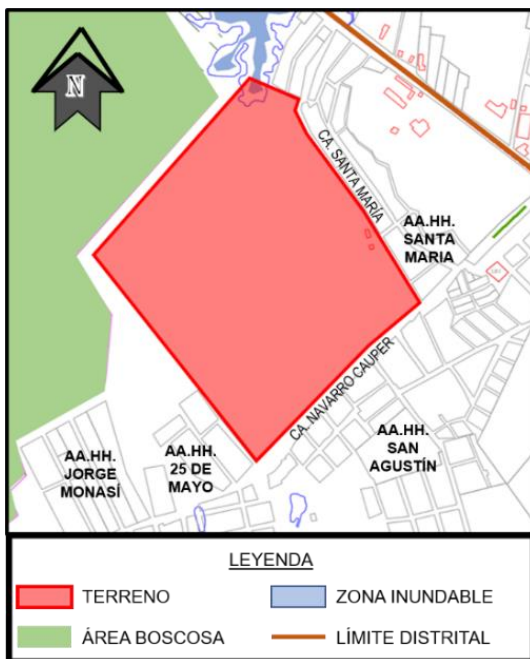 N
CA. SANTA MARÍA
AA.HH.
SANTA
MARIA
CA. NAVARRO CAUPER
AA.HH.
SAN
AGUSTÍN
AA.HH.
25 DE
MAYO
AA.HH.
JORGE
MONASÍ
LEYENDA
TERRENO
ZONA INUNDABLE
ÁREA BOSCOSA
LÍMITE DISTRITAL